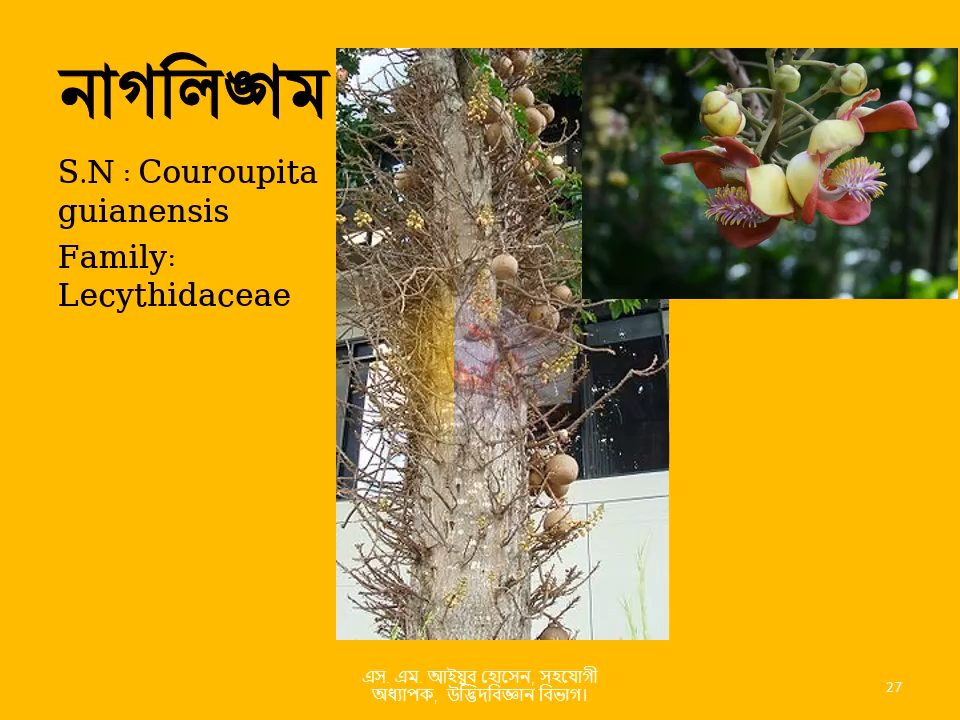 নাগলিঙ্গম
S.N : Couroupita
guianensis
Family:
Lecythidaceae
এস. এম. আইয়ুব হোসেন, সহযোগী
অধ্যাপক, উদ্ভিদবিজ্ঞান বিভাগ।
27